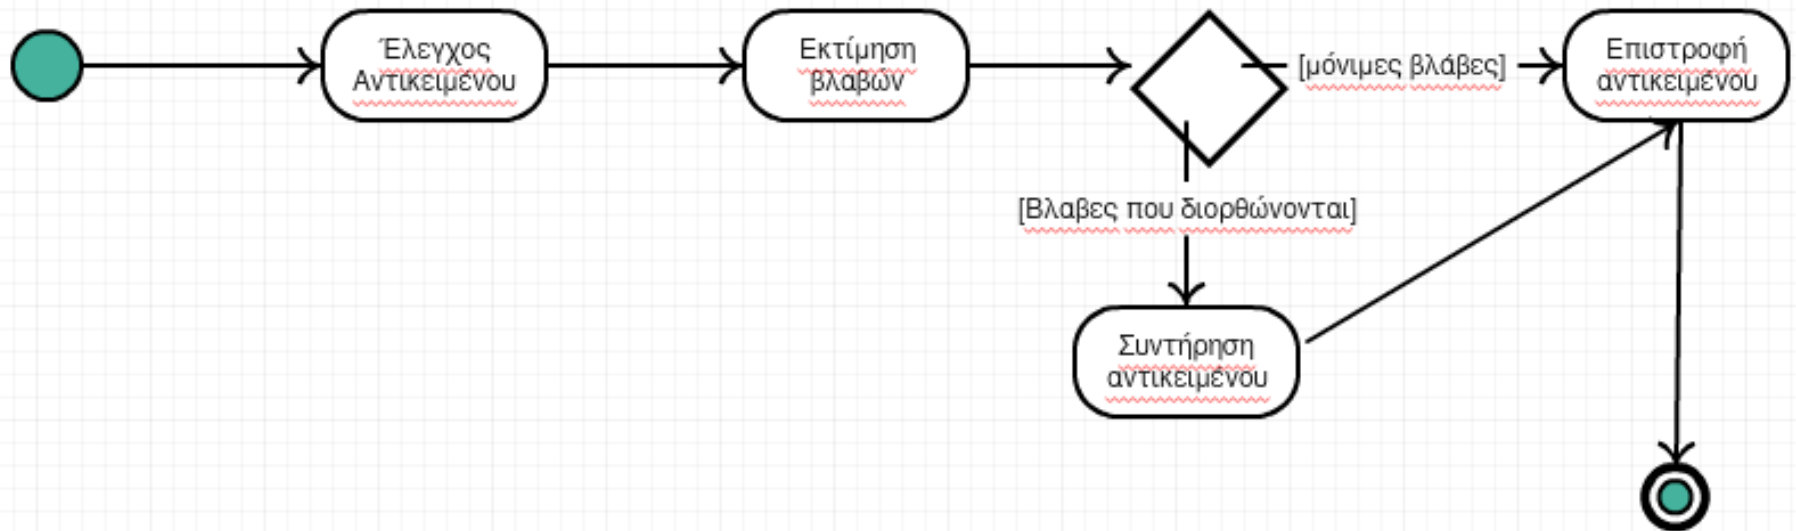 Έλεγχος
Αντικειμένου
Εκτίμηση
βλαβών
[μόνιμες βλάβες]
Επιστροφή
αντικειμένου
[Βλαβες που διορθώνονται]
Συντήρηση
αντικειμένου